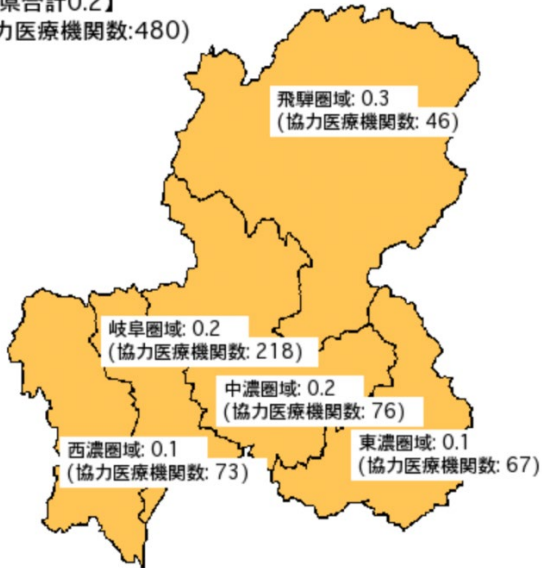 県合計0.2】
力医療機関数:480)
飛騨圏域: 0.3
(協力医療機関数: 46)
岐阜圏域: 0.2
(協力医療機関数: 218)
中濃圏域: 0.2
(協力医療機関数: 76)
東濃圏域: 0.1
(協力医療機関数: 67)
西濃圏域: 0.1
(協力医療機関数: 73)